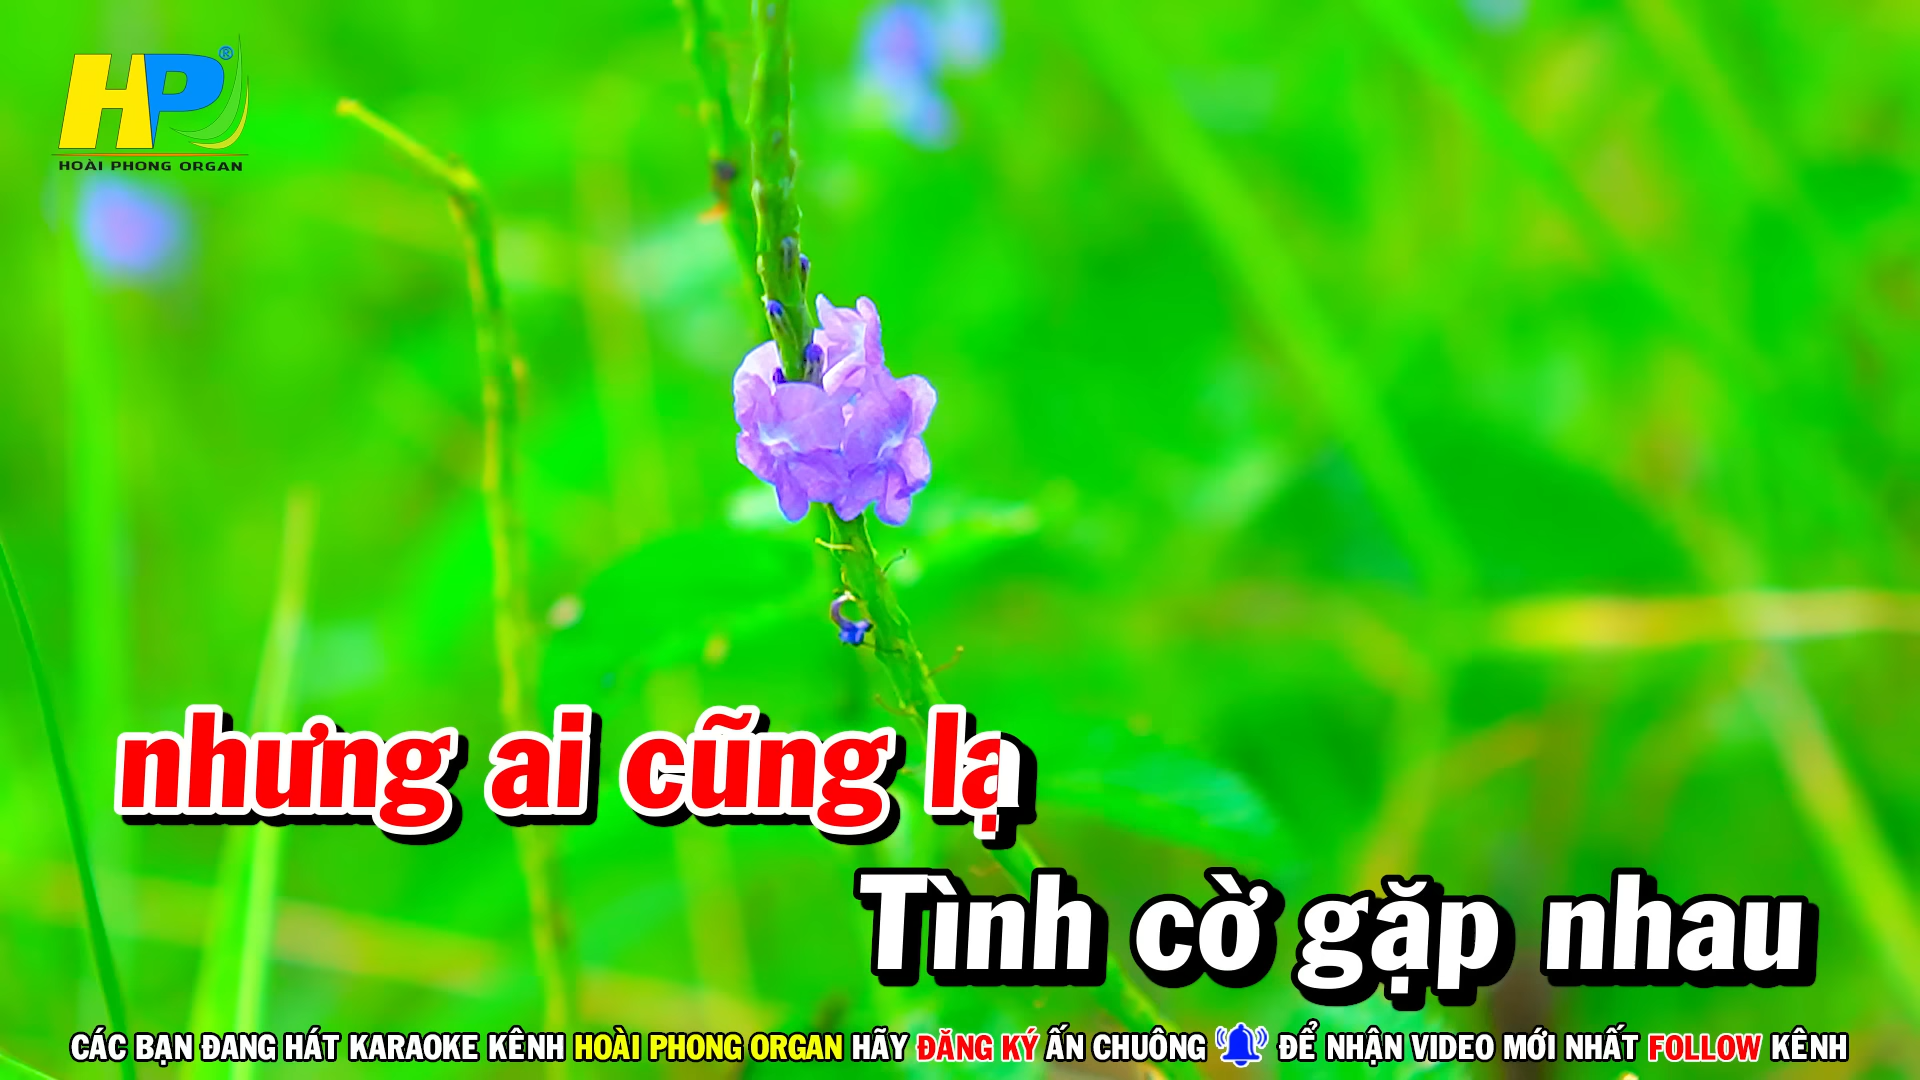 HP®
HOÀI PHONG ORGAN
nhưng ai cũng lạ
Tình cờ gặp nhau
CÁC BẠN ĐANG HÁT KARAOKE KÊNH HOÀI PHONG ORGAN HÃY ĐĂNG KÝ ẤN CHUÔNG ĐỂ NHẬN VIDEO MỚI NHẤT FOLLOW KÊNH